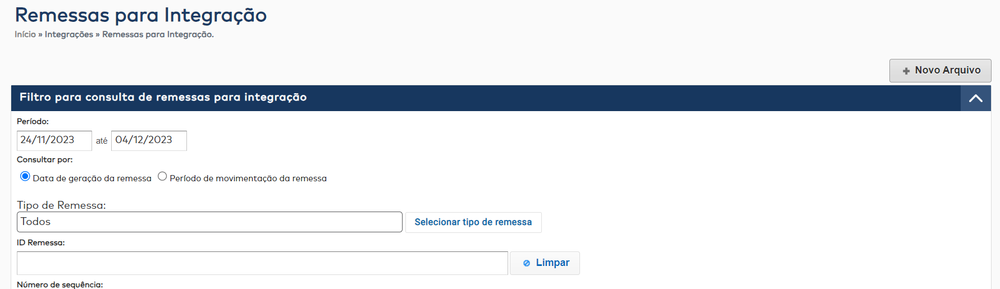 Remessas para Integração
Início » Integrações » Remessas para Integração.
Novo Arquivo
Filtro para consulta de remessas para integração
Período:
24/11/2023 até 04/12/2023
Consultar por:
Data de geração da remessa Período de movimentação da remessa
Tipo de Remessa:
Todos Selecionar tipo de remessa
ID Remessa:
Limpar
Número de sequência: